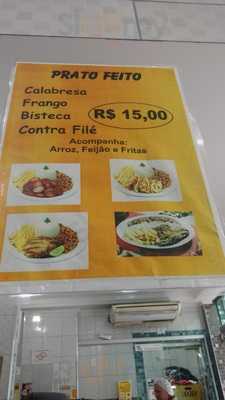 PRATO FEITO
Calabresa
Frango
Bisteca
R$ 15,00
Contra Filé
Acompanha:
Arroz, Feijão e Fritas